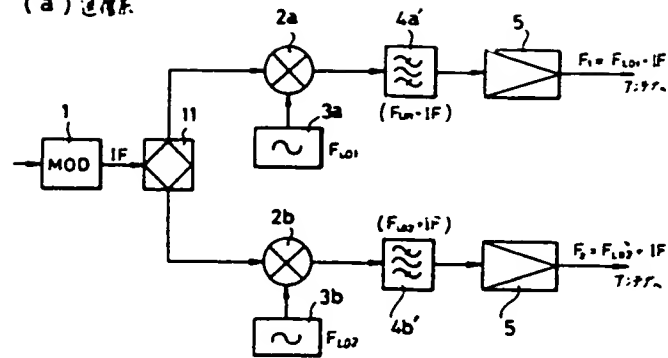 (a) 送信系
2a
4a'
5
F₁ = F_LO1 + IF
アンテナへ
(F_LO1 + IF)
3a
F_LO1
1
MOD
IF
11
2b
(F_LO2 + IF)
4b'
5
F₂ = F_LO2 + IF
アンテナへ
3b
F_LO2